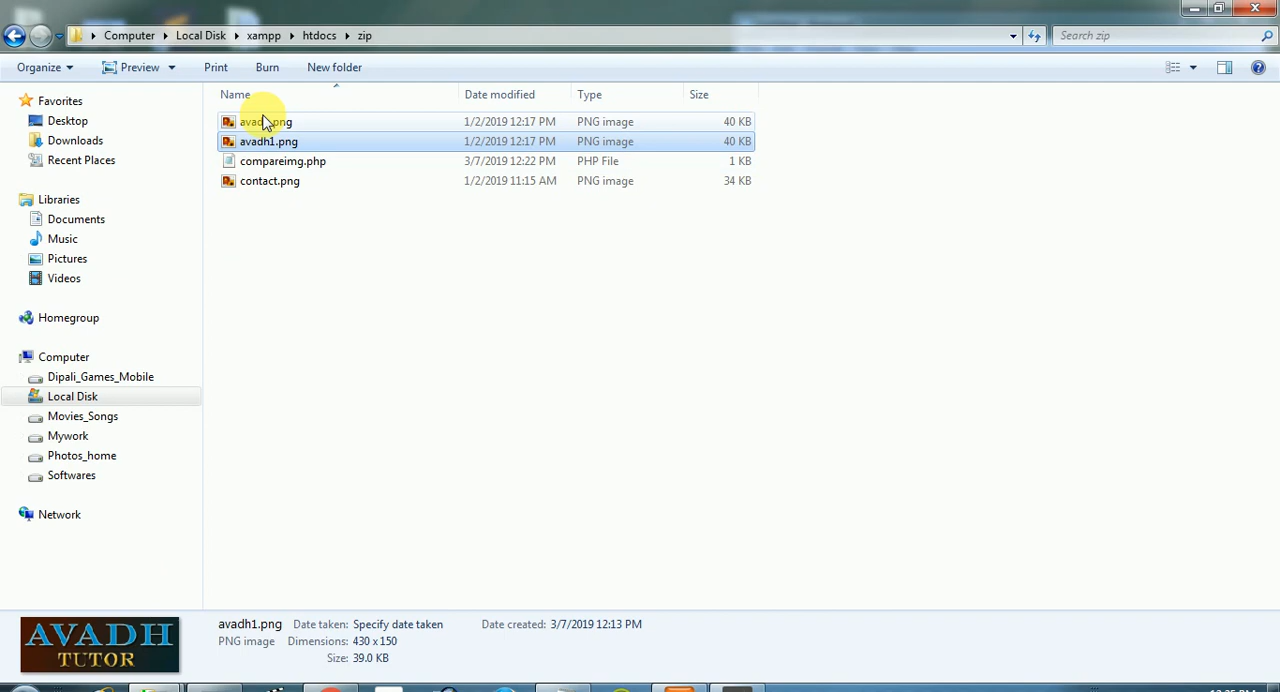 Computer Local Disk xampp htdocs zip
Search zip
Organize Preview Print Burn New folder
Name Date modified Type Size
Favorites
Desktop
Downloads
Recent Places
Libraries
Documents
Music
Pictures
Videos
Homegroup
Computer
Dipali_Games_Mobile
Local Disk
Movies_Songs
Mywork
Photos_home
Softwares
Network
1/2/2019 12:17 PM PNG image 40 KB
avadh1.png 1/2/2019 12:17 PM PNG image 40 KB
compareimg.php 3/7/2019 12:22 PM PHP File 1 KB
contact.png 1/2/2019 11:15 AM PNG image 34 KB
AVADH
TUTOR
avadh1.png Date taken: Specify date taken Date created: 3/7/2019 12:13 PM
PNG image Dimensions: 430 x 150
Size: 39.0 KB